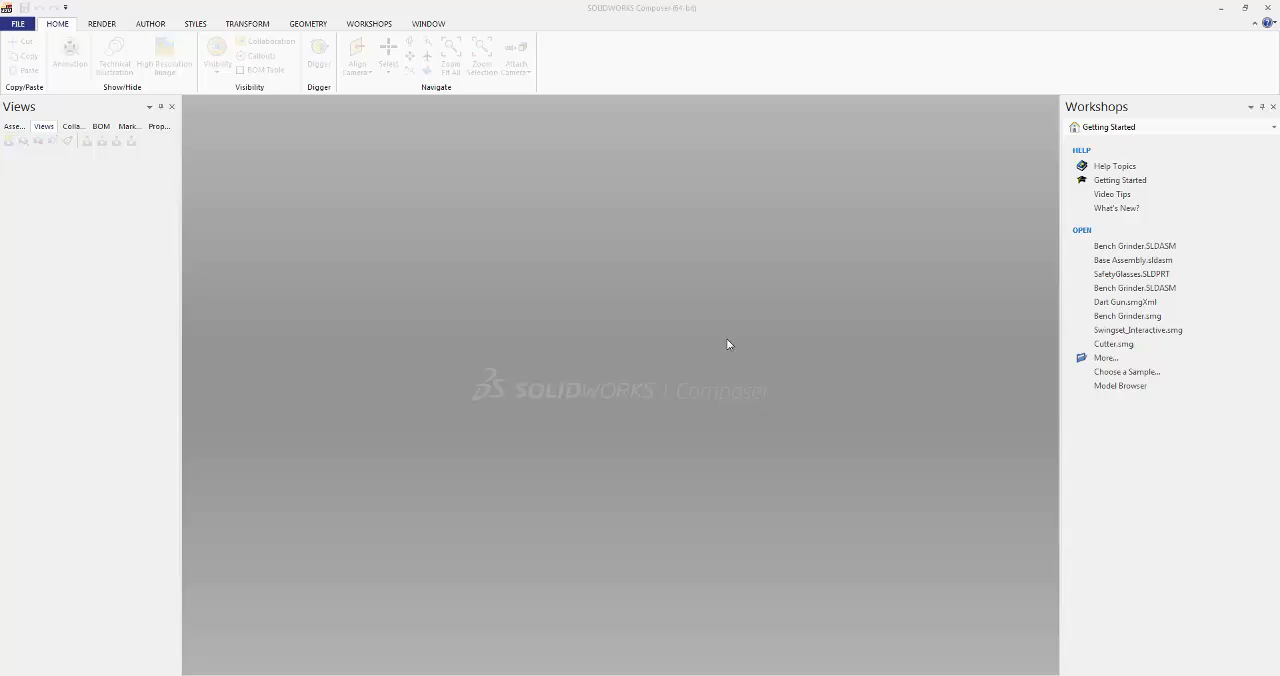 SOLIDWORKS Composer (64-bit)
FILE HOME RENDER AUTHOR STYLES TRANSFORM GEOMETRY WORKSHOPS WINDOW
Cut
Copy
Paste
Copy/Paste
Animation
Technical Illustration
High Resolution Image
Show/Hide
Visibility
Collaboration
Callouts
BOM Table
Visibility
Digger
Digger
Align Camera
Select
Zoom Fit All
Zoom Selection
Attach Camera
Navigate
Views
Asse... Views Colla... BOM Mark... Prop...
SOLIDWORKS | Composer
Workshops
Getting Started
HELP
Help Topics
Getting Started
Video Tips
What's New?
OPEN
Bench Grinder.SLDASM
Base Assembly.sldasm
SafetyGlasses.SLDPRT
Bench Grinder.SLDASM
Dart Gun.smgXml
Bench Grinder.smg
Swingset_Interactive.smg
Cutter.smg
More...
Choose a Sample...
Model Browser